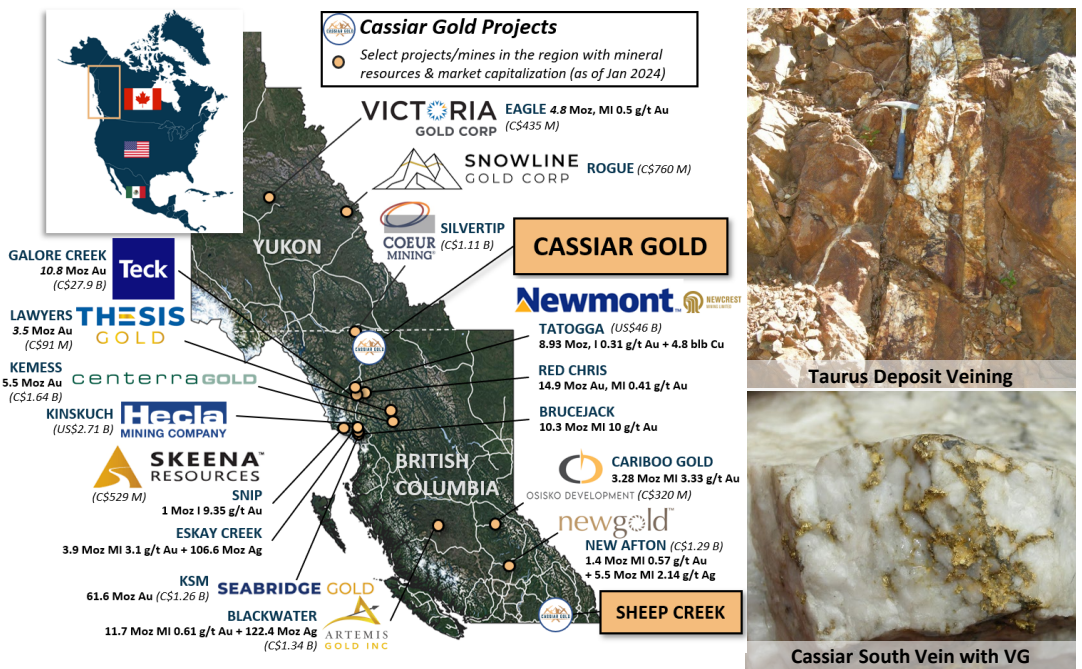 Cassiar Gold Projects
Select projects/mines in the region with mineral
resources & market capitalization (as of Jan 2024)
VICTORIA
GOLD CORP
EAGLE 4.8 Moz, MI 0.5 g/t Au
(C$435 M)
SNOWLINE
GOLD CORP
ROGUE (C$760 M)
COEUR
MINING®
SILVERTIP
(C$1.11 B)
YUKON
CASSIAR GOLD
GALORE CREEK
10.8 Moz Au
(C$27.9 B)
Teck
Newmont™
NEWCREST
TATOGGA (US$46 B)
8.93 Moz, I 0.31 g/t Au + 4.8 blb Cu
LAWYERS
3.5 Moz Au
(C$91 M)
THESIS
GOLD
CASSIAR GOLD
RED CHRIS
14.9 Moz Au, MI 0.41 g/t Au
KEMESS
5.5 Moz Au
(C$1.64 B)
centerra GOLD
BRUCEJACK
10.3 Moz MI 10 g/t Au
KINSKUCH
(US$2.71 B)
Hecla
MINING COMPANY
BRITISH
COLUMBIA
CARIBOO GOLD
3.28 Moz MI 3.33 g/t Au
OSISKO DEVELOPMENT (C$320 M)
SKEENA™
RESOURCES
(C$529 M)
SNIP
1 Moz I 9.35 g/t Au
newgold™
NEW AFTON (C$1.29 B)
1.4 Moz MI 0.57 g/t Au
+ 5.5 Moz MI 2.14 g/t Ag
ESKAY CREEK
3.9 Moz MI 3.1 g/t Au + 106.6 Moz Ag
KSM
61.6 Moz Au (C$1.26 B)
SEABRIDGE GOLD
BLACKWATER
11.7 Moz MI 0.61 g/t Au + 122.4 Moz Ag
(C$1.34 B)
ARTEMIS
GOLD INC
CASSIAR GOLD
SHEEP CREEK
Taurus Deposit Veining
Cassiar South Vein with VG